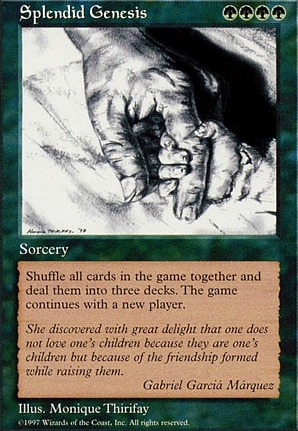 Splendid Genesis
Sorcery
Shuffle all cards in the game together and
deal them into three decks. The game
continues with a new player.
She discovered with great delight that one does
not love one's children because they are one's
children but because of the friendship formed
while raising them.
Gabriel Garciá Márquez
Illus. Monique Thirifay
©1997 Wizards of the Coast, Inc. All rights reserved.